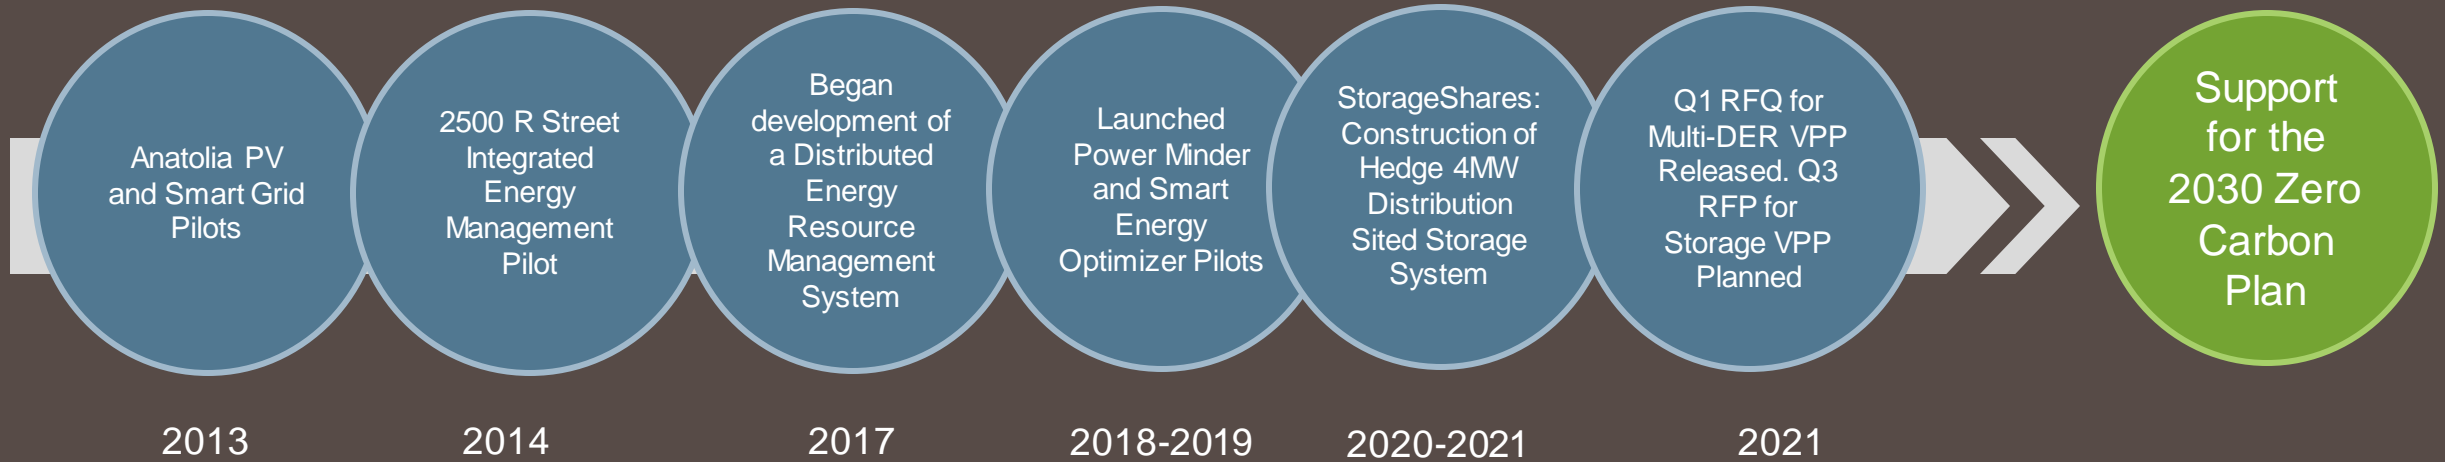 Anatolia PV
and Smart Grid
Pilots
2500 R Street
Integrated
Energy
Management
Pilot
Began
development of
a Distributed
Energy
Resource
Management
System
Launched
Power Minder
and Smart
Energy
Optimizer Pilots
StorageShares:
Construction of
Hedge 4MW
Distribution
Sited Storage
System
Q1 RFQ for
Multi-DER VPP
Released. Q3
RFP for
Storage VPP
Planned
Support
for the
2030 Zero
Carbon
Plan
2013
2014
2017
2018-2019
2020-2021
2021